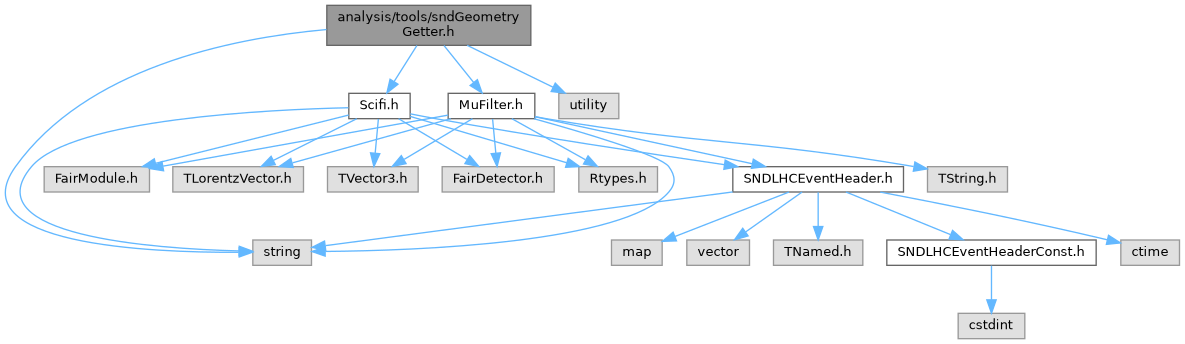 analysis/tools/sndGeometry
Getter.h
Scifi.h
MuFilter.h
utility
FairModule.h
TLorentzVector.h
TVector3.h
FairDetector.h
Rtypes.h
SNDLHCEventHeader.h
TString.h
string
map
vector
TNamed.h
SNDLHCEventHeaderConst.h
ctime
cstdint